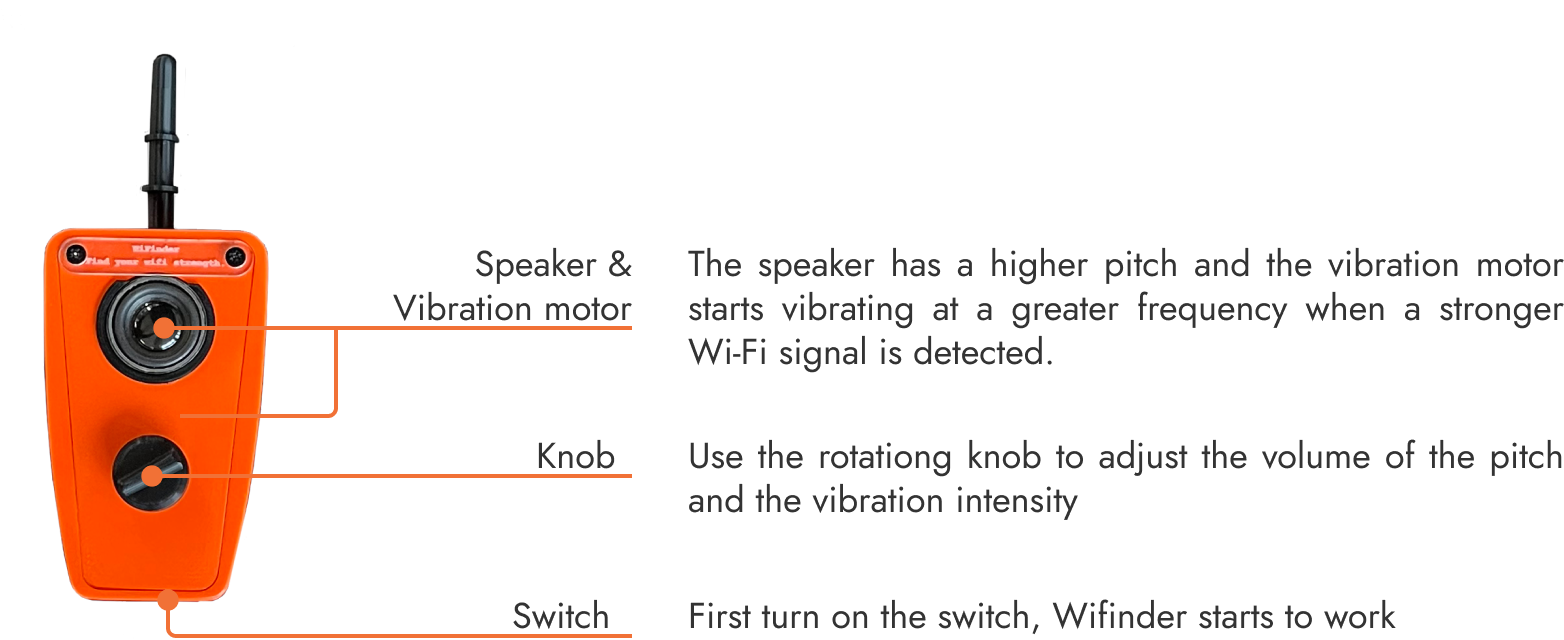 WiFinder
Find your wifi strength.
Speaker &
Vibration motor
The speaker has a higher pitch and the vibration motor
starts vibrating at a greater frequency when a stronger
Wi-Fi signal is detected.
Knob
Use the rotationg knob to adjust the volume of the pitch
and the vibration intensity
Switch
First turn on the switch, Wifinder starts to work